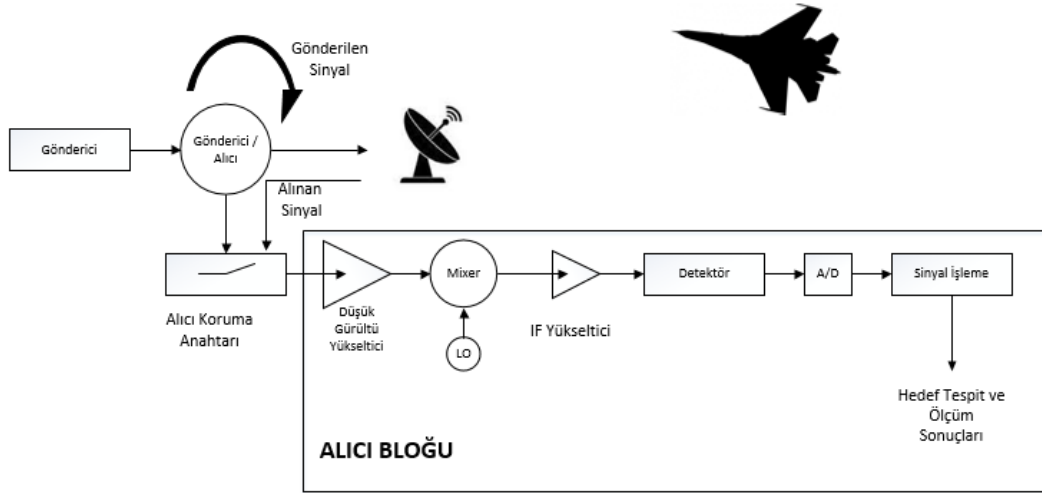 Gönderilen
Sinyal
Gönderici
Gönderici /
Alıcı
Alınan
Sinyal
Alıcı Koruma
Anahtarı
Düşük
Gürültü
Yükseltici
Mixer
LO
IF Yükseltici
Detektör
A/D
Sinyal İşleme
Hedef Tespit ve
Ölçüm
Sonuçları
ALICI BLOĞU